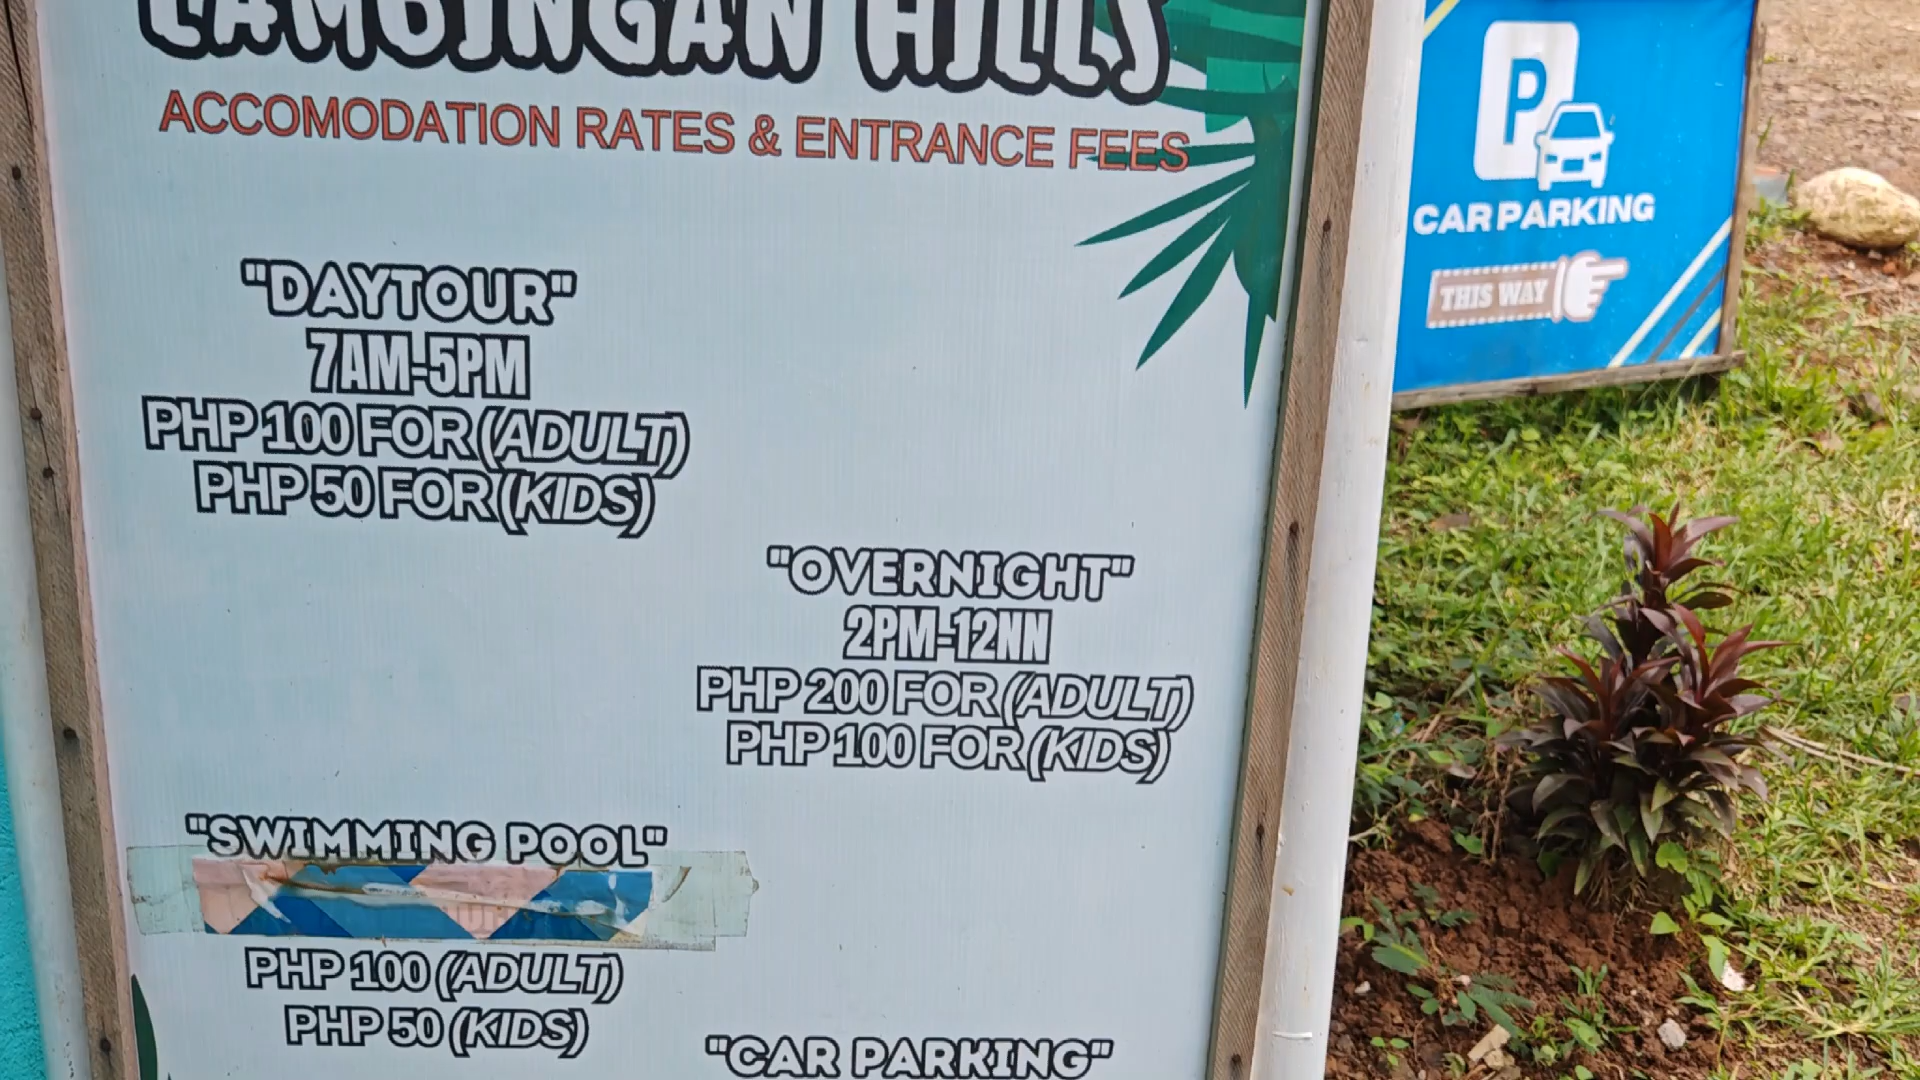 LAMBINGAN HILLS
ACCOMODATION RATES & ENTRANCE FEES
"DAYTOUR"
7AM-5PM
PHP 100 FOR (ADULT)
PHP 50 FOR (KIDS)
"OVERNIGHT"
2PM-12NN
PHP 200 FOR (ADULT)
PHP 100 FOR (KIDS)
"SWIMMING POOL"
PHP 100 (ADULT)
PHP 50 (KIDS)
"CAR PARKING"
P
CAR PARKING
THIS WAY